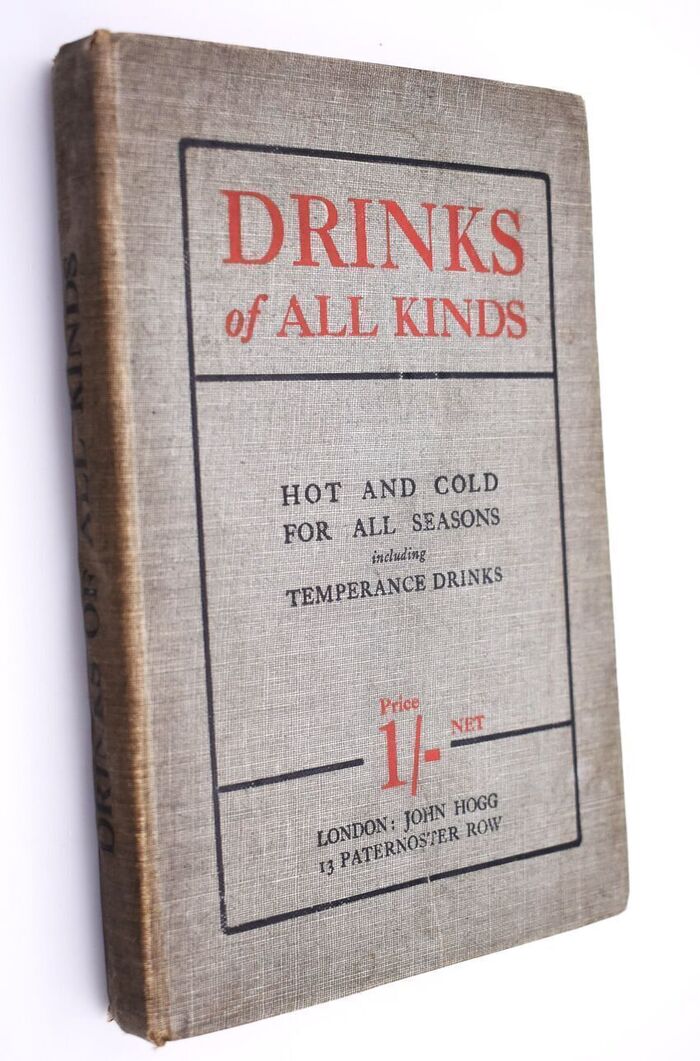 DRINKS
of ALL KINDS
HOT AND COLD
FOR ALL SEASONS
including
TEMPERANCE DRINKS
Price
1/- NET
LONDON: JOHN HOGG
13 PATERNOSTER ROW
DRINKS OF ALL KINDS